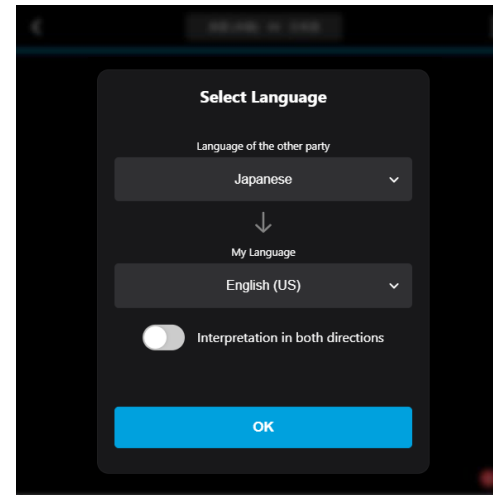 Select Language
Language of the other party
Japanese
My Language
English (US)
Interpretation in both directions
OK